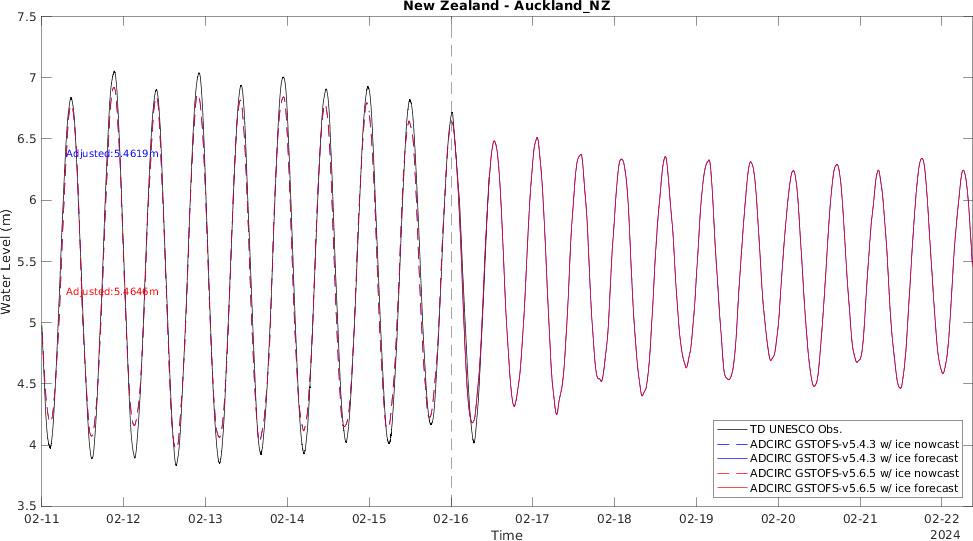 New Zealand - Auckland_NZ
7.5
7
6.5
6
5.5
5
4.5
4
3.5
Water Level (m)
Adjusted:5.4619m
Adjusted:5.4646m
TD UNESCO Obs.
ADCIRC GSTOFS-v5.4.3 w/ ice nowcast
ADCIRC GSTOFS-v5.4.3 w/ ice forecast
ADCIRC GSTOFS-v5.6.5 w/ ice nowcast
ADCIRC GSTOFS-v5.6.5 w/ ice forecast
02-11 02-12 02-13 02-14 02-15 02-16 02-17 02-18 02-19 02-20 02-21 02-22
2024
Time